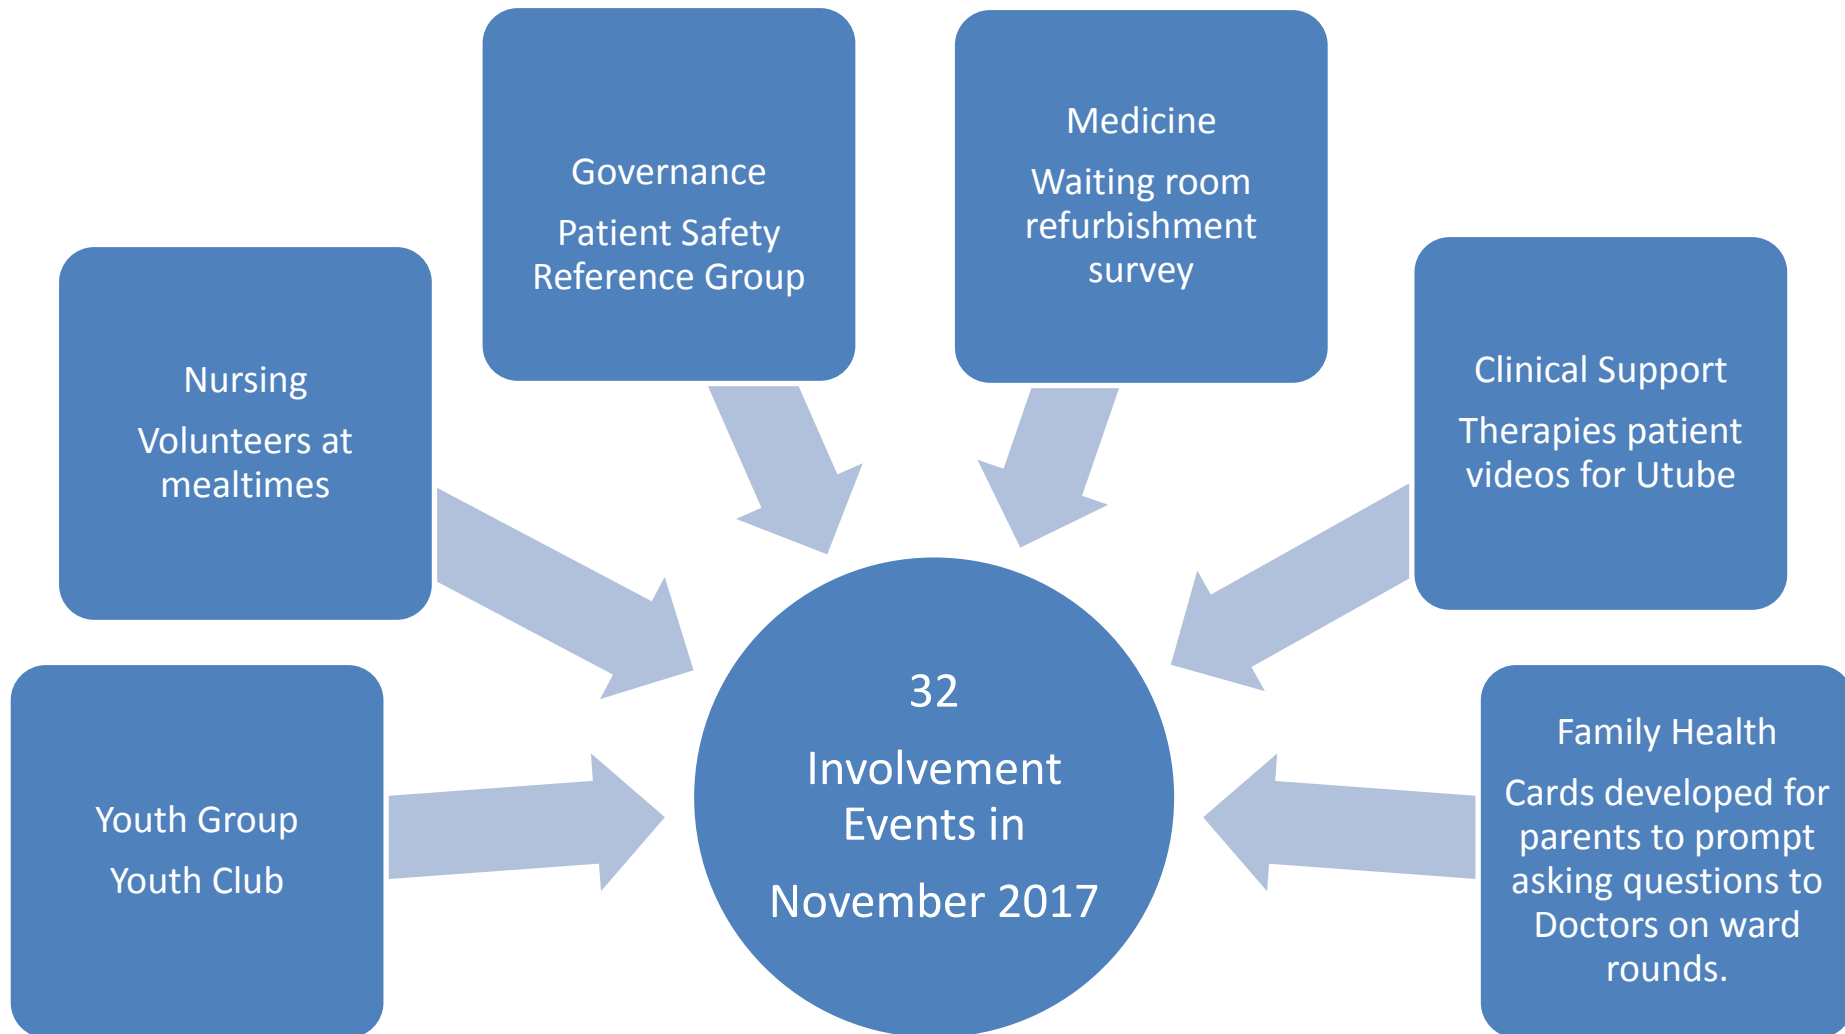 Youth Group
Youth Club
Nursing
Volunteers at
mealtimes
Governance
Patient Safety
Reference Group
Medicine
Waiting room
refurbishment
survey
Clinical Support
Therapies patient
videos for Utube
Family Health
Cards developed for
parents to prompt
asking questions to
Doctors on ward
rounds.
32
Involvement
Events in
November 2017